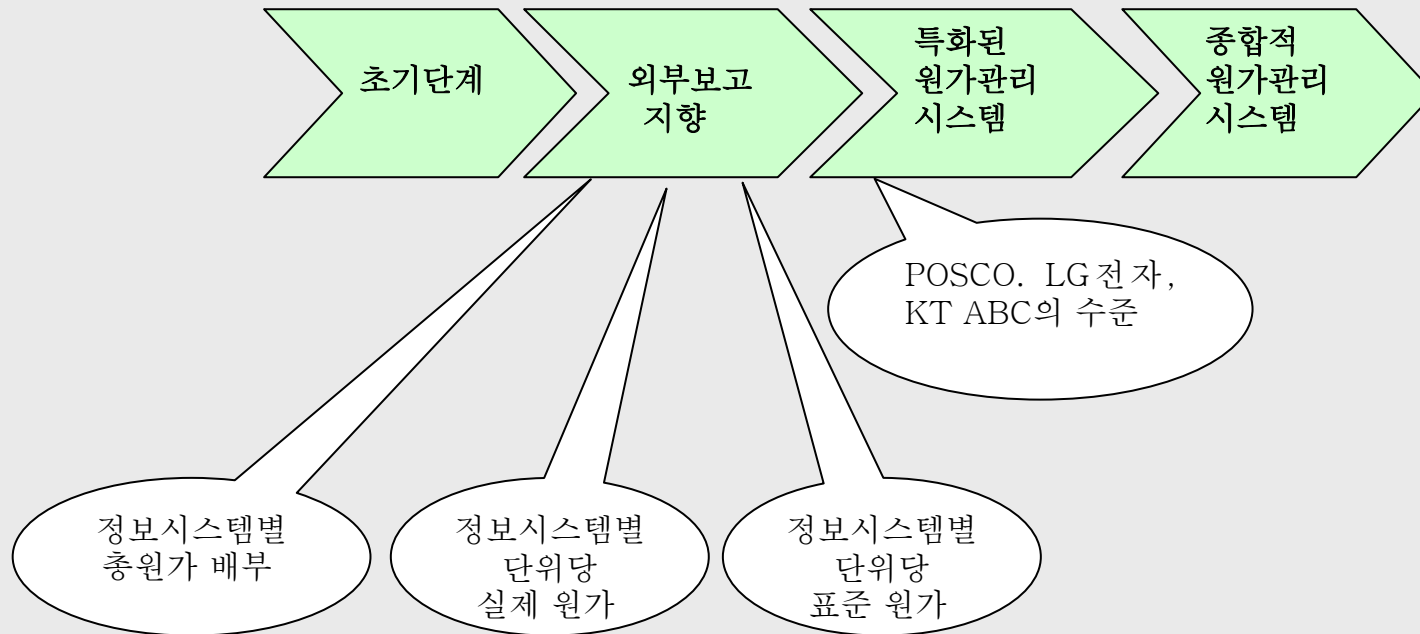 초기단계
외부보고
지향
특화된
원가관리
시스템
종합적
원가관리
시스템
POSCO. LG전자,
KT ABC의 수준
정보시스템별
총원가 배부
정보시스템별
단위당
실제 원가
정보시스템별
단위당
표준 원가